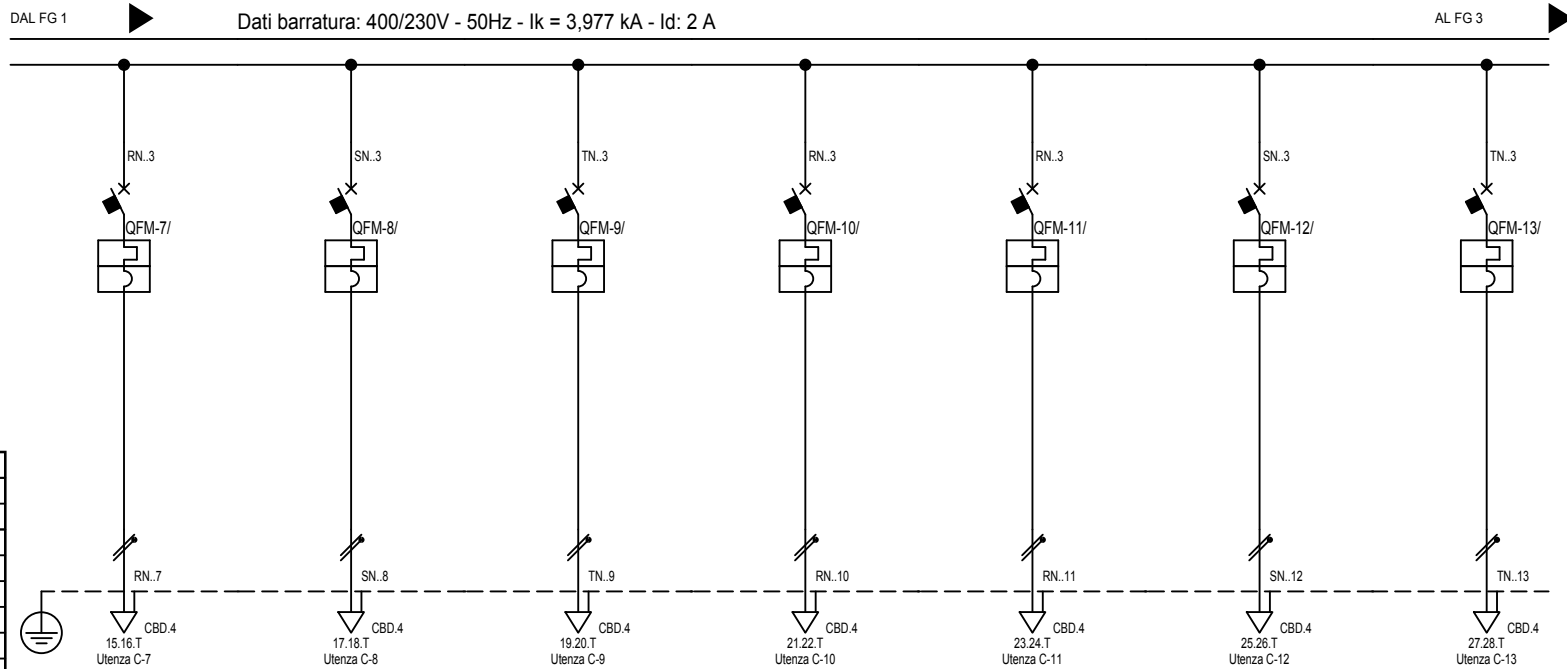 DAL FG 1
Dati barratura: 400/230V - 50Hz - Ik = 3,977 kA - Id: 2 A
AL FG 3
RN..3
SN..3
TN..3
RN..3
RN..3
SN..3
TN..3
QFM-7/
QFM-8/
QFM-9/
QFM-10/
QFM-11/
QFM-12/
QFM-13/
RN..7
SN..8
TN..9
RN..10
RN..11
SN..12
TN..13
CBD.4
CBD.4
CBD.4
CBD.4
CBD.4
CBD.4
CBD.4
15.16.T
17.18.T
19.20.T
21.22.T
23.24.T
25.26.T
27.28.T
Utenza C-7
Utenza C-8
Utenza C-9
Utenza C-10
Utenza C-11
Utenza C-12
Utenza C-13